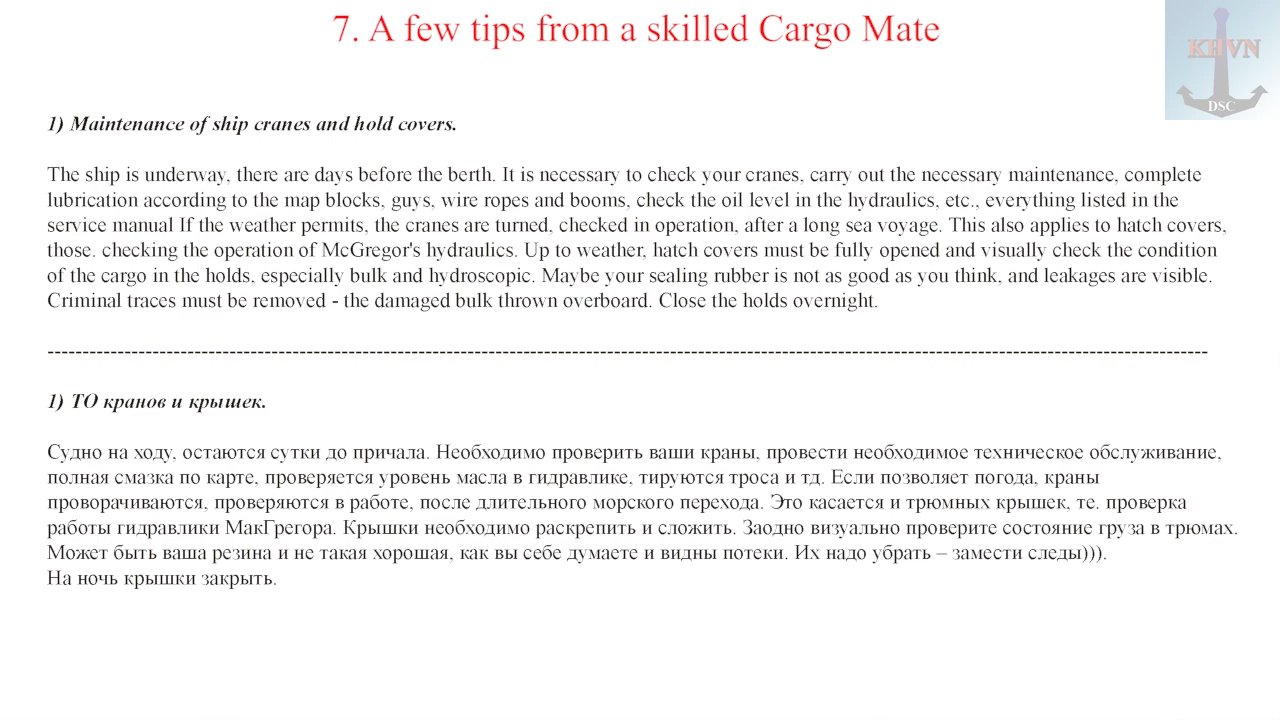 7. A few tips from a skilled Cargo Mate
KHVN
DSC
1) Maintenance of ship cranes and hold covers.
The ship is underway, there are days before the berth. It is necessary to check your cranes, carry out the necessary maintenance, complete
lubrication according to the map blocks, guys, wire ropes and booms, check the oil level in the hydraulics, etc., everything listed in the
service manual If the weather permits, the cranes are turned, checked in operation, after a long sea voyage. This also applies to hatch covers,
those. checking the operation of McGregor's hydraulics. Up to weather, hatch covers must be fully opened and visually check the condition
of the cargo in the holds, especially bulk and hydroscopic. Maybe your sealing rubber is not as good as you think, and leakages are visible.
Criminal traces must be removed - the damaged bulk thrown overboard. Close the holds overnight.
----------------------------------------------------------------------------------------------------------------------------------------------------------------------
1) ТО кранов и крышек.
Судно на ходу, остаются сутки до причала. Необходимо проверить ваши краны, провести необходимое техническое обслуживание,
полная смазка по карте, проверяется уровень масла в гидравлике, тируются троса и тд. Если позволяет погода, краны
проворачиваются, проверяются в работе, после длительного морского перехода. Это касается и трюмных крышек, те. проверка
работы гидравлики МакГрегора. Крышки необходимо раскрепить и сложить. Заодно визуально проверите состояние груза в трюмах.
Может быть ваша резина и не такая хорошая, как вы себе думаете и видны потеки. Их надо убрать – замести следы))).
На ночь крышки закрыть.